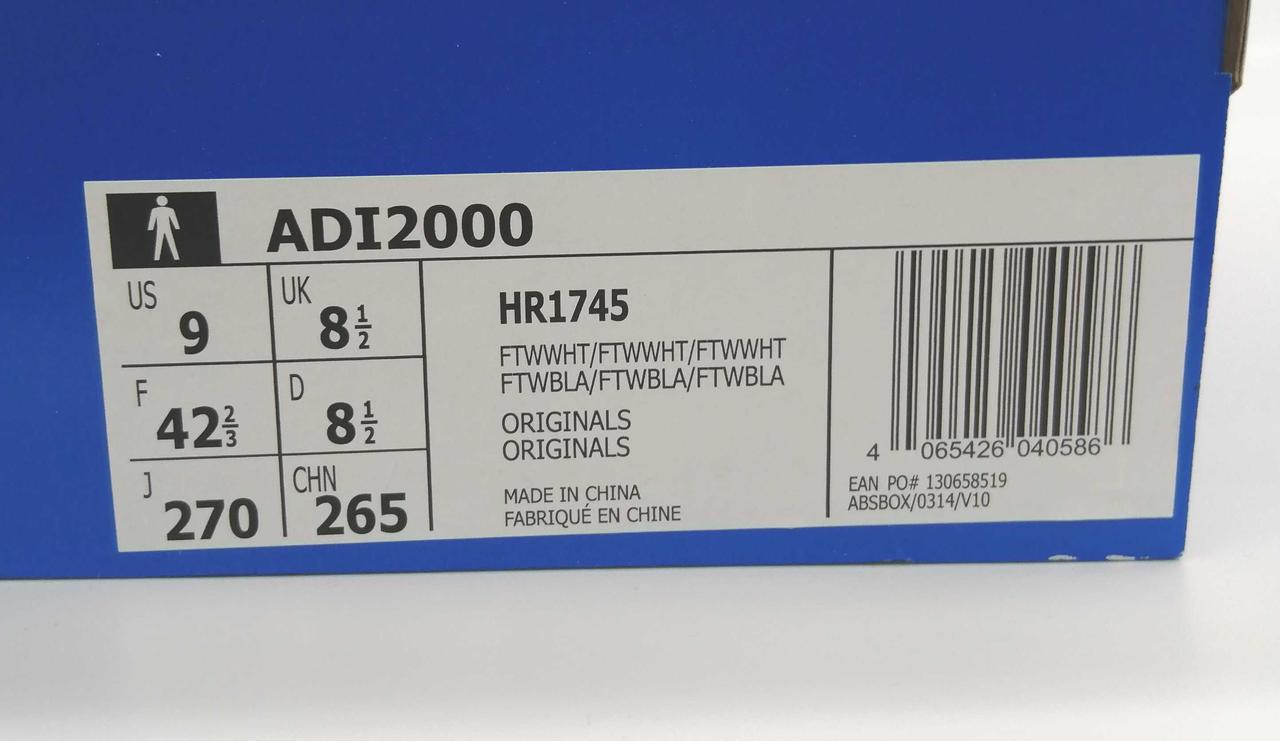 ADI2000
US 9
UK 8 1/2
F 42 2/3
D 8 1/2
J 270
CHN 265
HR1745
FTWWHT/FTWWHT/FTWWHT
FTWBLA/FTWBLA/FTWBLA
ORIGINALS
ORIGINALS
MADE IN CHINA
FABRIQUÉ EN CHINE
4 065426 040586
EAN PO# 130658519
ABSBOX/0314/V10